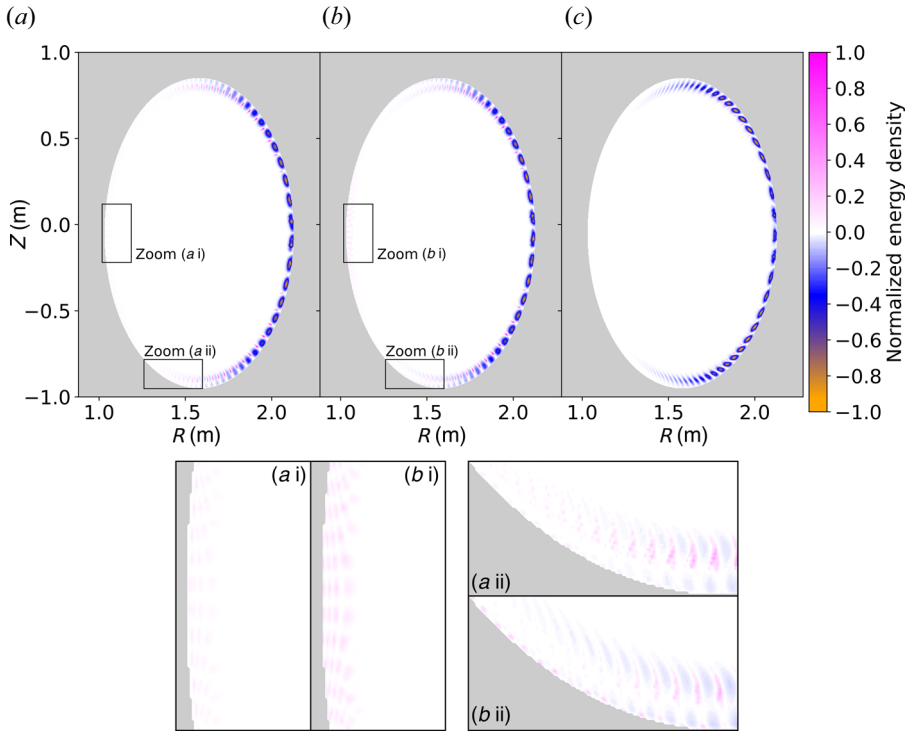 (a)
(b)
(c)
1.0
0.5
0.0
−0.5
−1.0
Z (m)
Zoom (a i)
Zoom (a ii)
1.0 1.5 2.0
R (m)
Zoom (b i)
Zoom (b ii)
1.0 1.5 2.0
R (m)
1.0 1.5 2.0
R (m)
1.0
0.8
0.6
0.4
0.2
0.0
−0.2
−0.4
−0.6
−0.8
−1.0
Normalized energy density
(a i)
(b i)
(a ii)
(b ii)